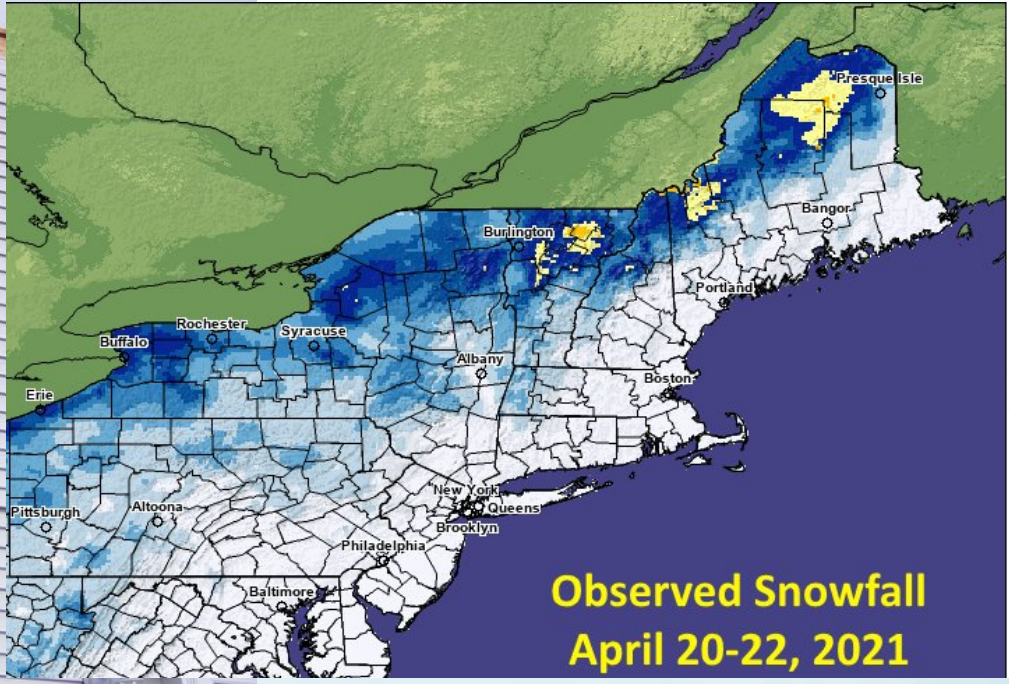 Presque Isle
Bangor
Burlington
Portland
Rochester
Syracuse
Buffalo
Albany
Boston
Erie
New York
Queens
Pittsburgh
Altoona
Brooklyn
Philadelphia
Baltimore
Observed Snowfall
April 20-22, 2021